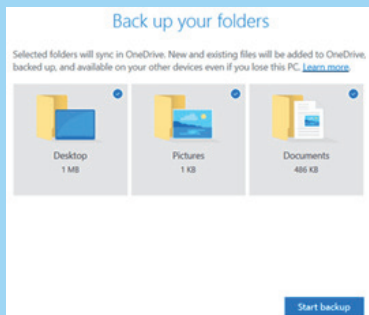 Back up your folders
Selected folders will sync in OneDrive. New and existing files will be added to OneDrive,
backed up, and available on your other devices even if you lose this PC. Learn more.
Desktop
1 MB
Pictures
1 KB
Documents
486 KB
Start backup